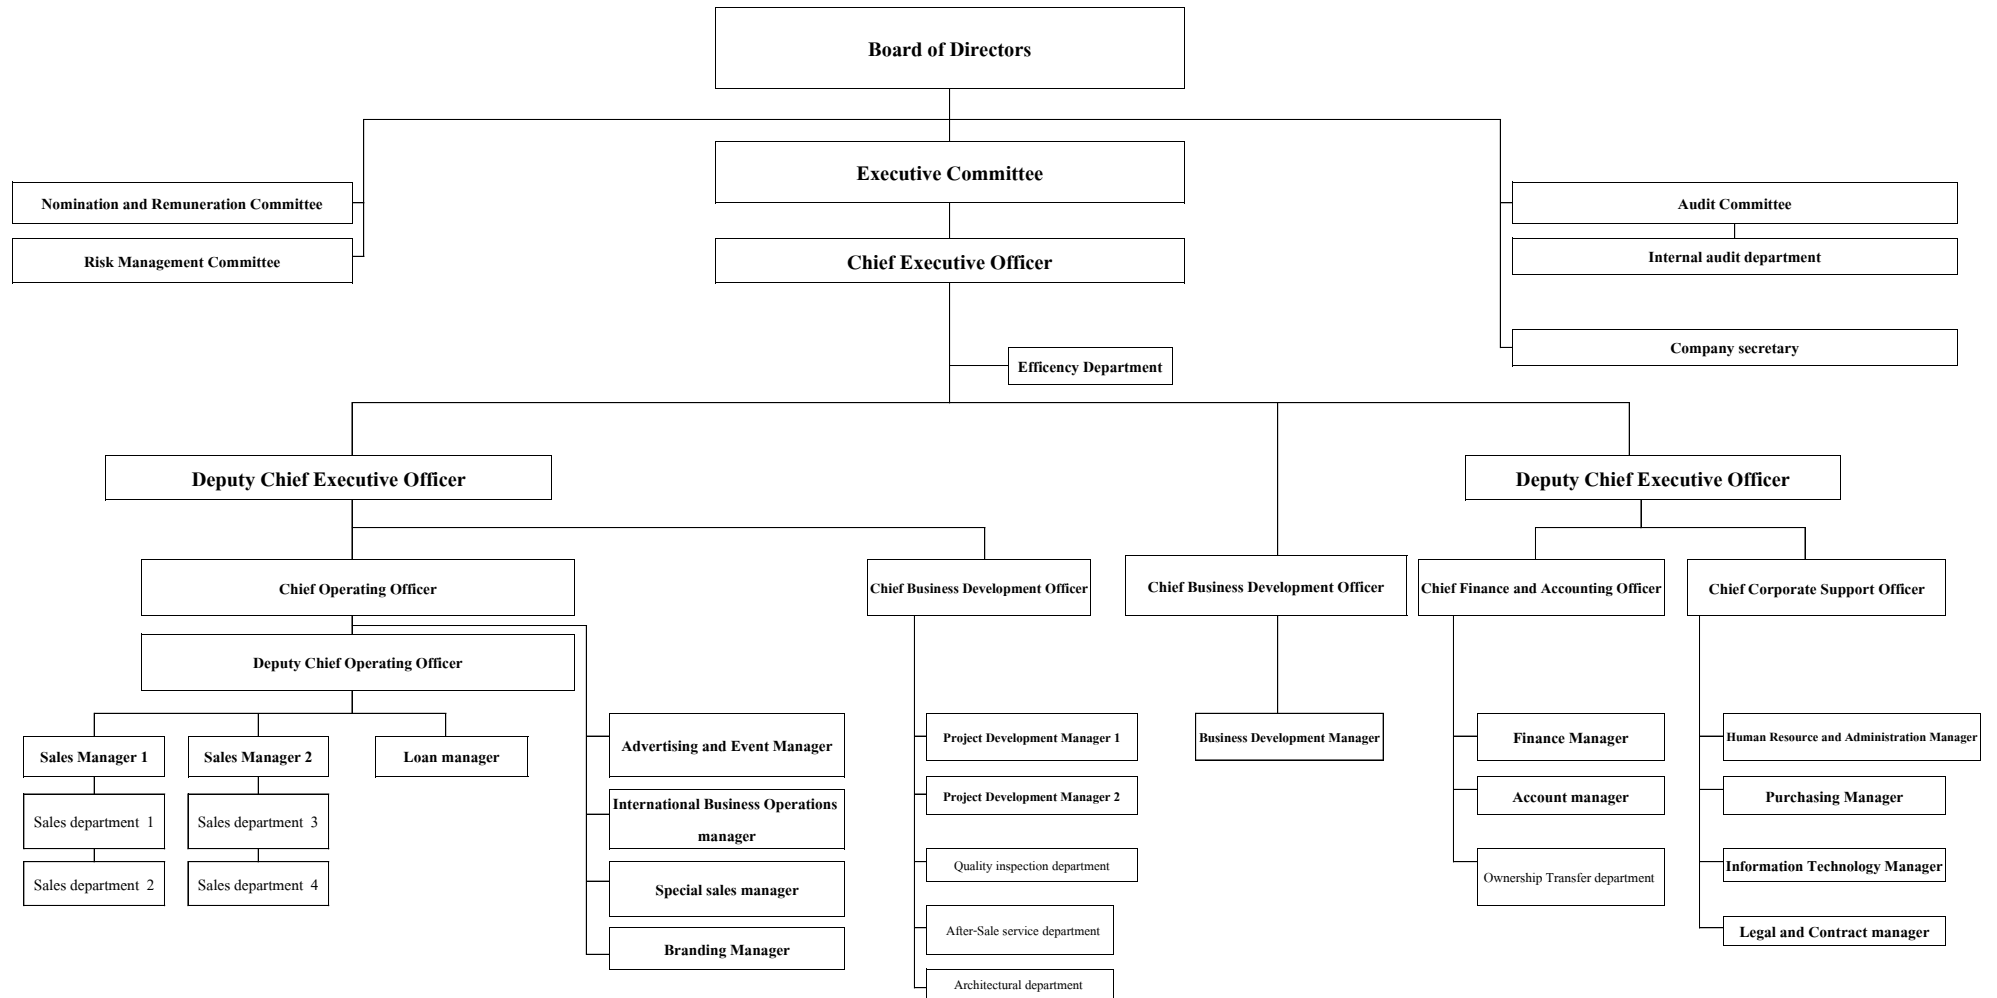 Board of Directors
Executive Committee
Nomination and Remuneration Committee
Audit Committee
Risk Management Committee
Chief Executive Officer
Internal audit department
Company secretary
Efficency Department
Deputy Chief Executive Officer
Deputy Chief Executive Officer
Chief Operating Officer
Chief Business Development Officer
Chief Business Development Officer
Chief Finance and Accounting Officer
Chief Corporate Support Officer
Deputy Chief Operating Officer
Sales Manager 1
Sales Manager 2
Loan manager
Sales department 1
Sales department 3
Sales department 2
Sales department 4
Advertising and Event Manager
International Business Operations
manager
Special sales manager
Branding Manager
Project Development Manager 1
Project Development Manager 2
Quality inspection department
After-Sale service department
Architectural department
Business Development Manager
Finance Manager
Account manager
Ownership Transfer department
Human Resource and Administration Manager
Purchasing Manager
Information Technology Manager
Legal and Contract manager